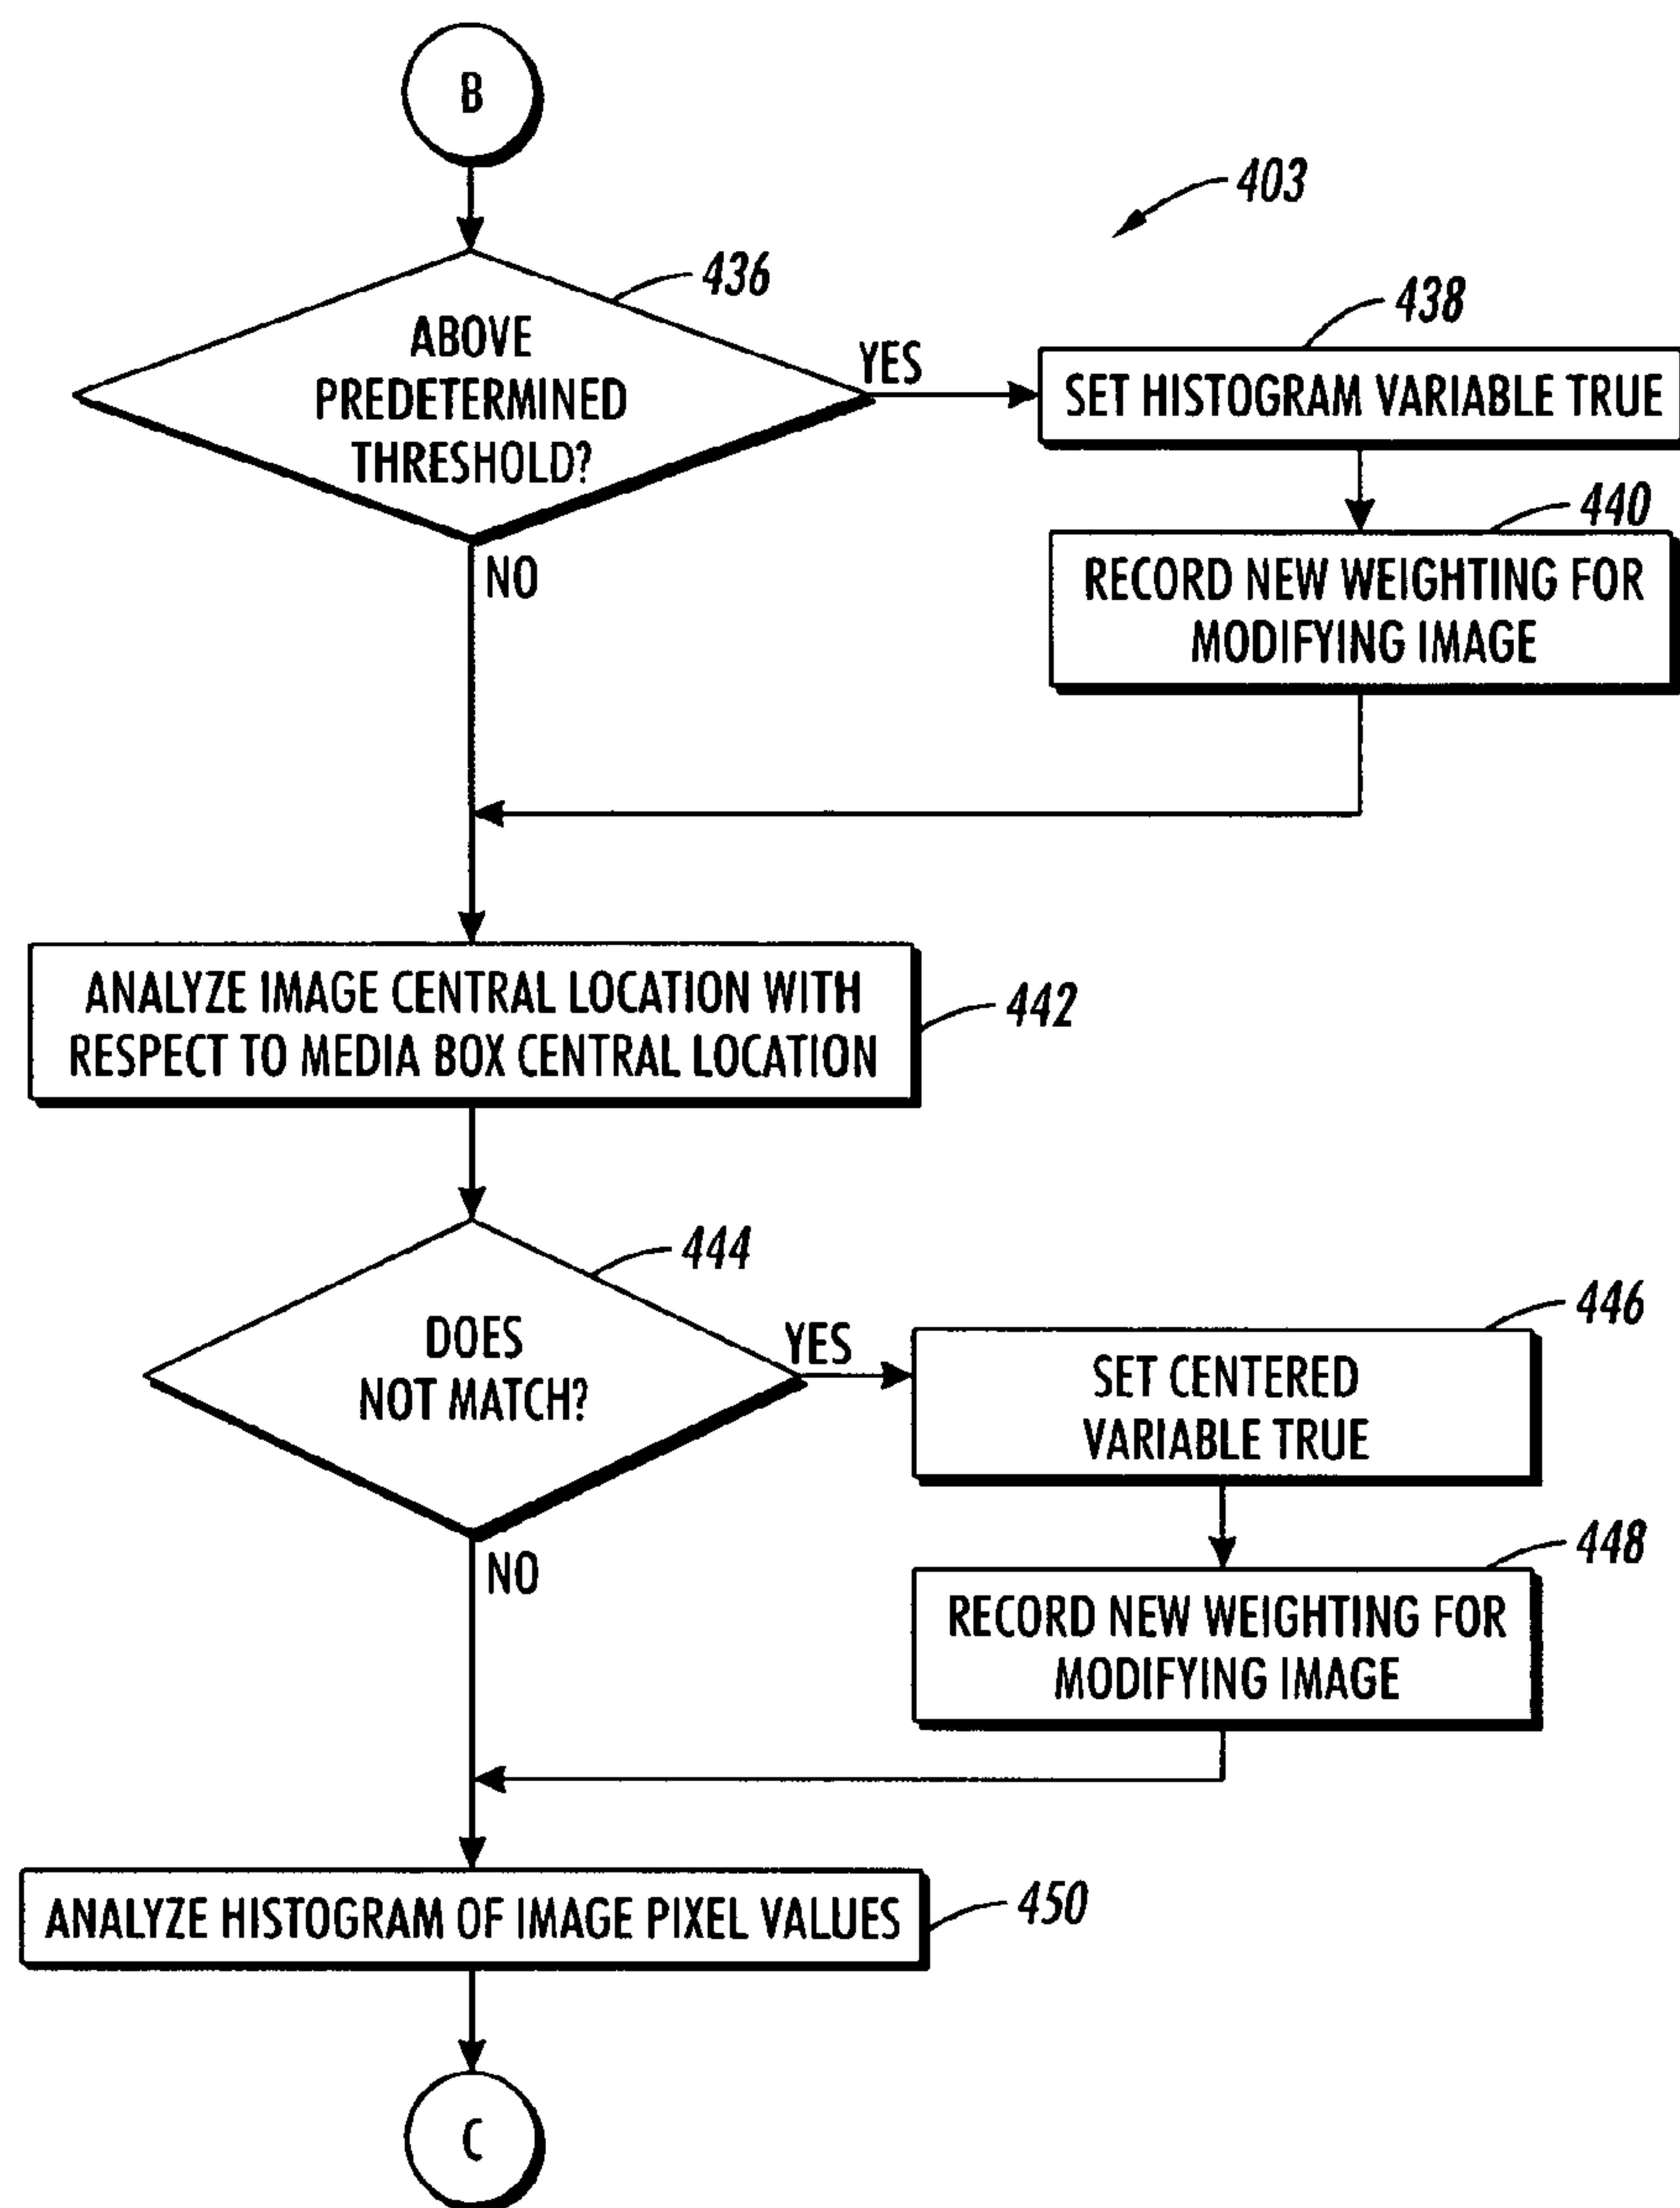 B
403
436
ABOVE
PREDETERMINED
THRESHOLD?
YES
438
SET HISTOGRAM VARIABLE TRUE
440
RECORD NEW WEIGHTING FOR
MODIFYING IMAGE
NO
ANALYZE IMAGE CENTRAL LOCATION WITH
RESPECT TO MEDIA BOX CENTRAL LOCATION
442
444
DOES
NOT MATCH?
YES
446
SET CENTERED
VARIABLE TRUE
448
RECORD NEW WEIGHTING FOR
MODIFYING IMAGE
NO
ANALYZE HISTOGRAM OF IMAGE PIXEL VALUES
450
C